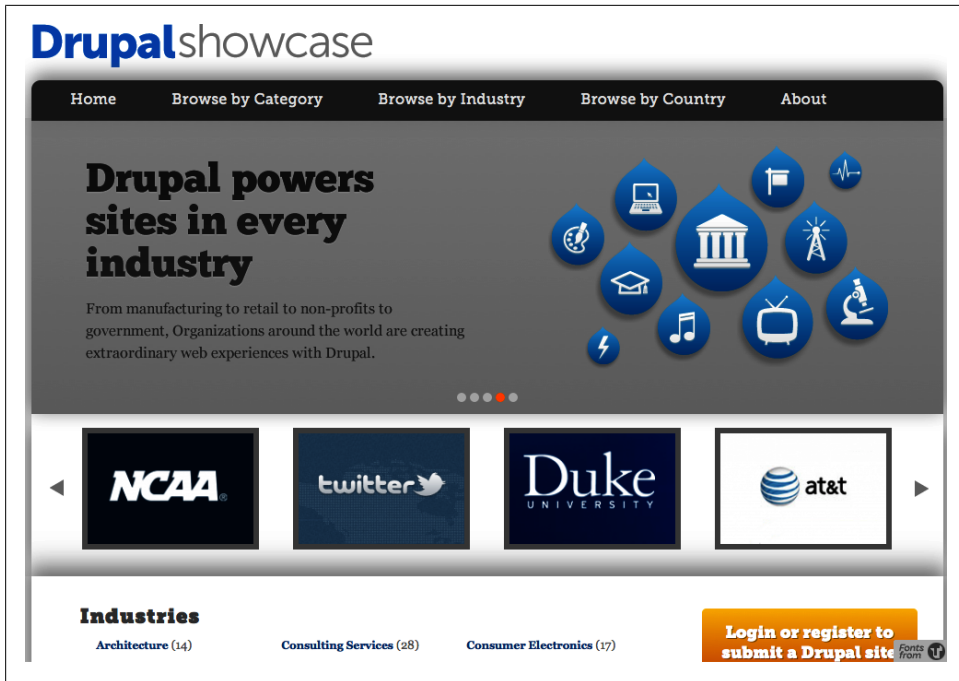 Drupalshowcase
Home Browse by Category Browse by Industry Browse by Country About
Drupal powers
sites in every
industry
From manufacturing to retail to non-profits to
government, Organizations around the world are creating
extraordinary web experiences with Drupal.
NCAA®
twitter
Duke
UNIVERSITY
at&t
Industries
Architecture (14) Consulting Services (28) Consumer Electronics (17)
Login or register to
submit a Drupal site
Fonts
from